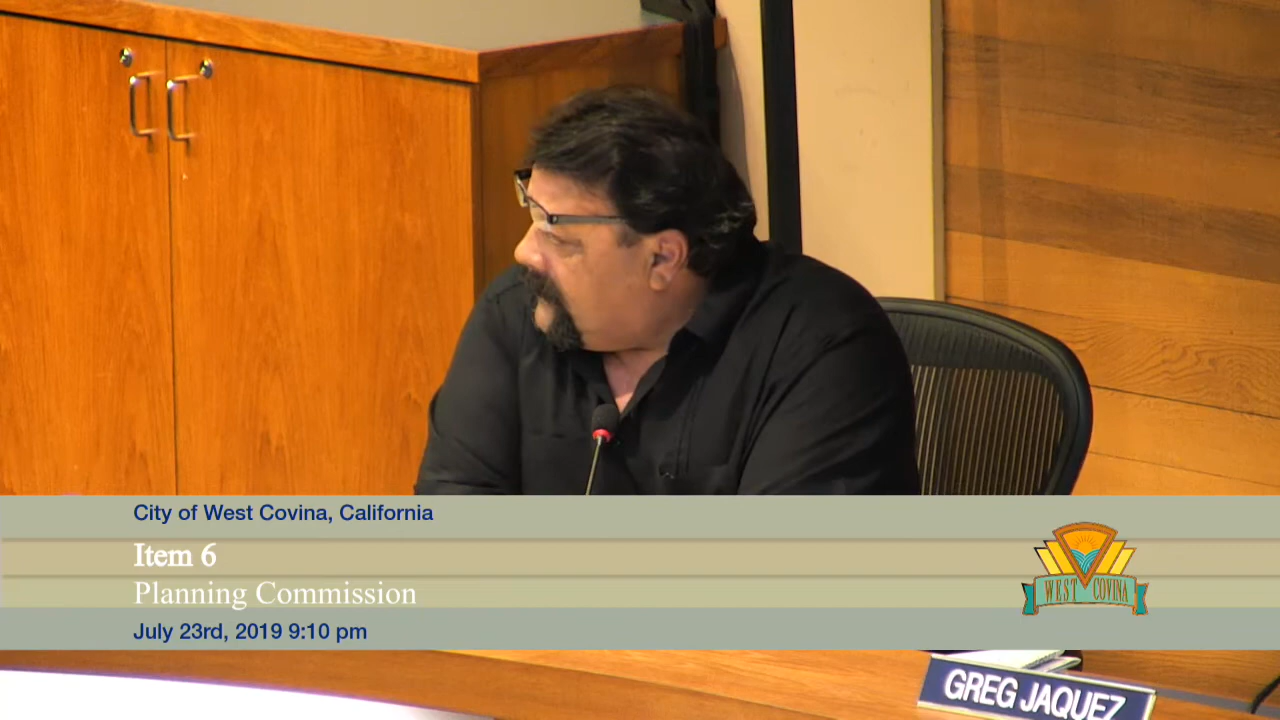 City of West Covina, California
Item 6
Planning Commission
July 23rd, 2019 9:10 pm
WEST COVINA
GREG JAQUEZ